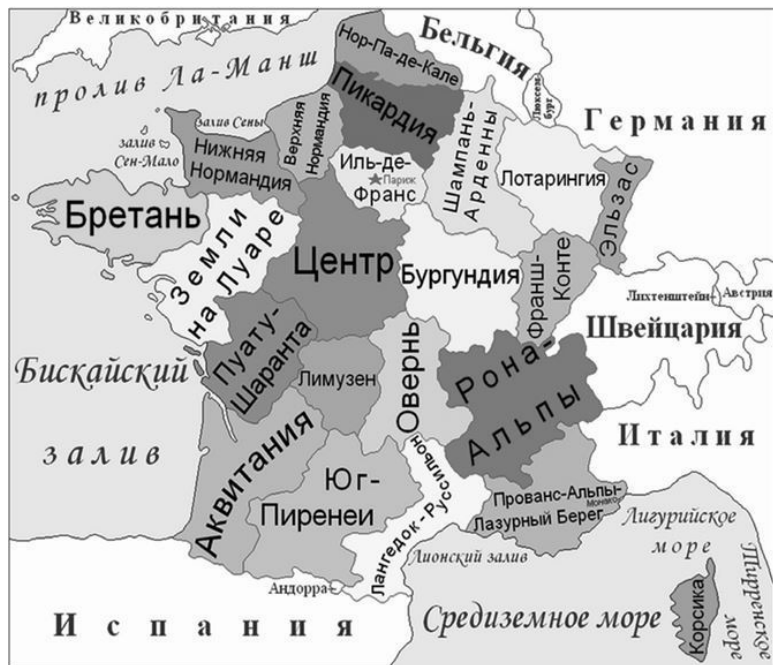 Великобритания
пролив Ла-Манш
Нор-Па-де-Кале
Бельгия
Пикардия
Люксем-
бург
Германия
залив Сены
залив
Сен-Мало
Нижняя
Нормандия
Верхняя
Нормандия
Иль-де-
Париж
Франс
Шампань-
Арденны
Лотарингия
Эльзас
Бретань
Земли
на Луаре
Центр
Бургундия
Франш-
Конте
Лихтенштейн
Австрия
Швейцария
Бискайский
залив
Пуату-
Шаранта
Лимузен
Овернь
Рона-
Альпы
Италия
Аквитания
Юг-
Пиренеи
Лангедок-Руссильон
Прованс-Альпы-
Монако
Лазурный Берег
Лигурийское
море
Лионский залив
Андорра
Испания
Средиземное море
Корсика
Тирренское
море